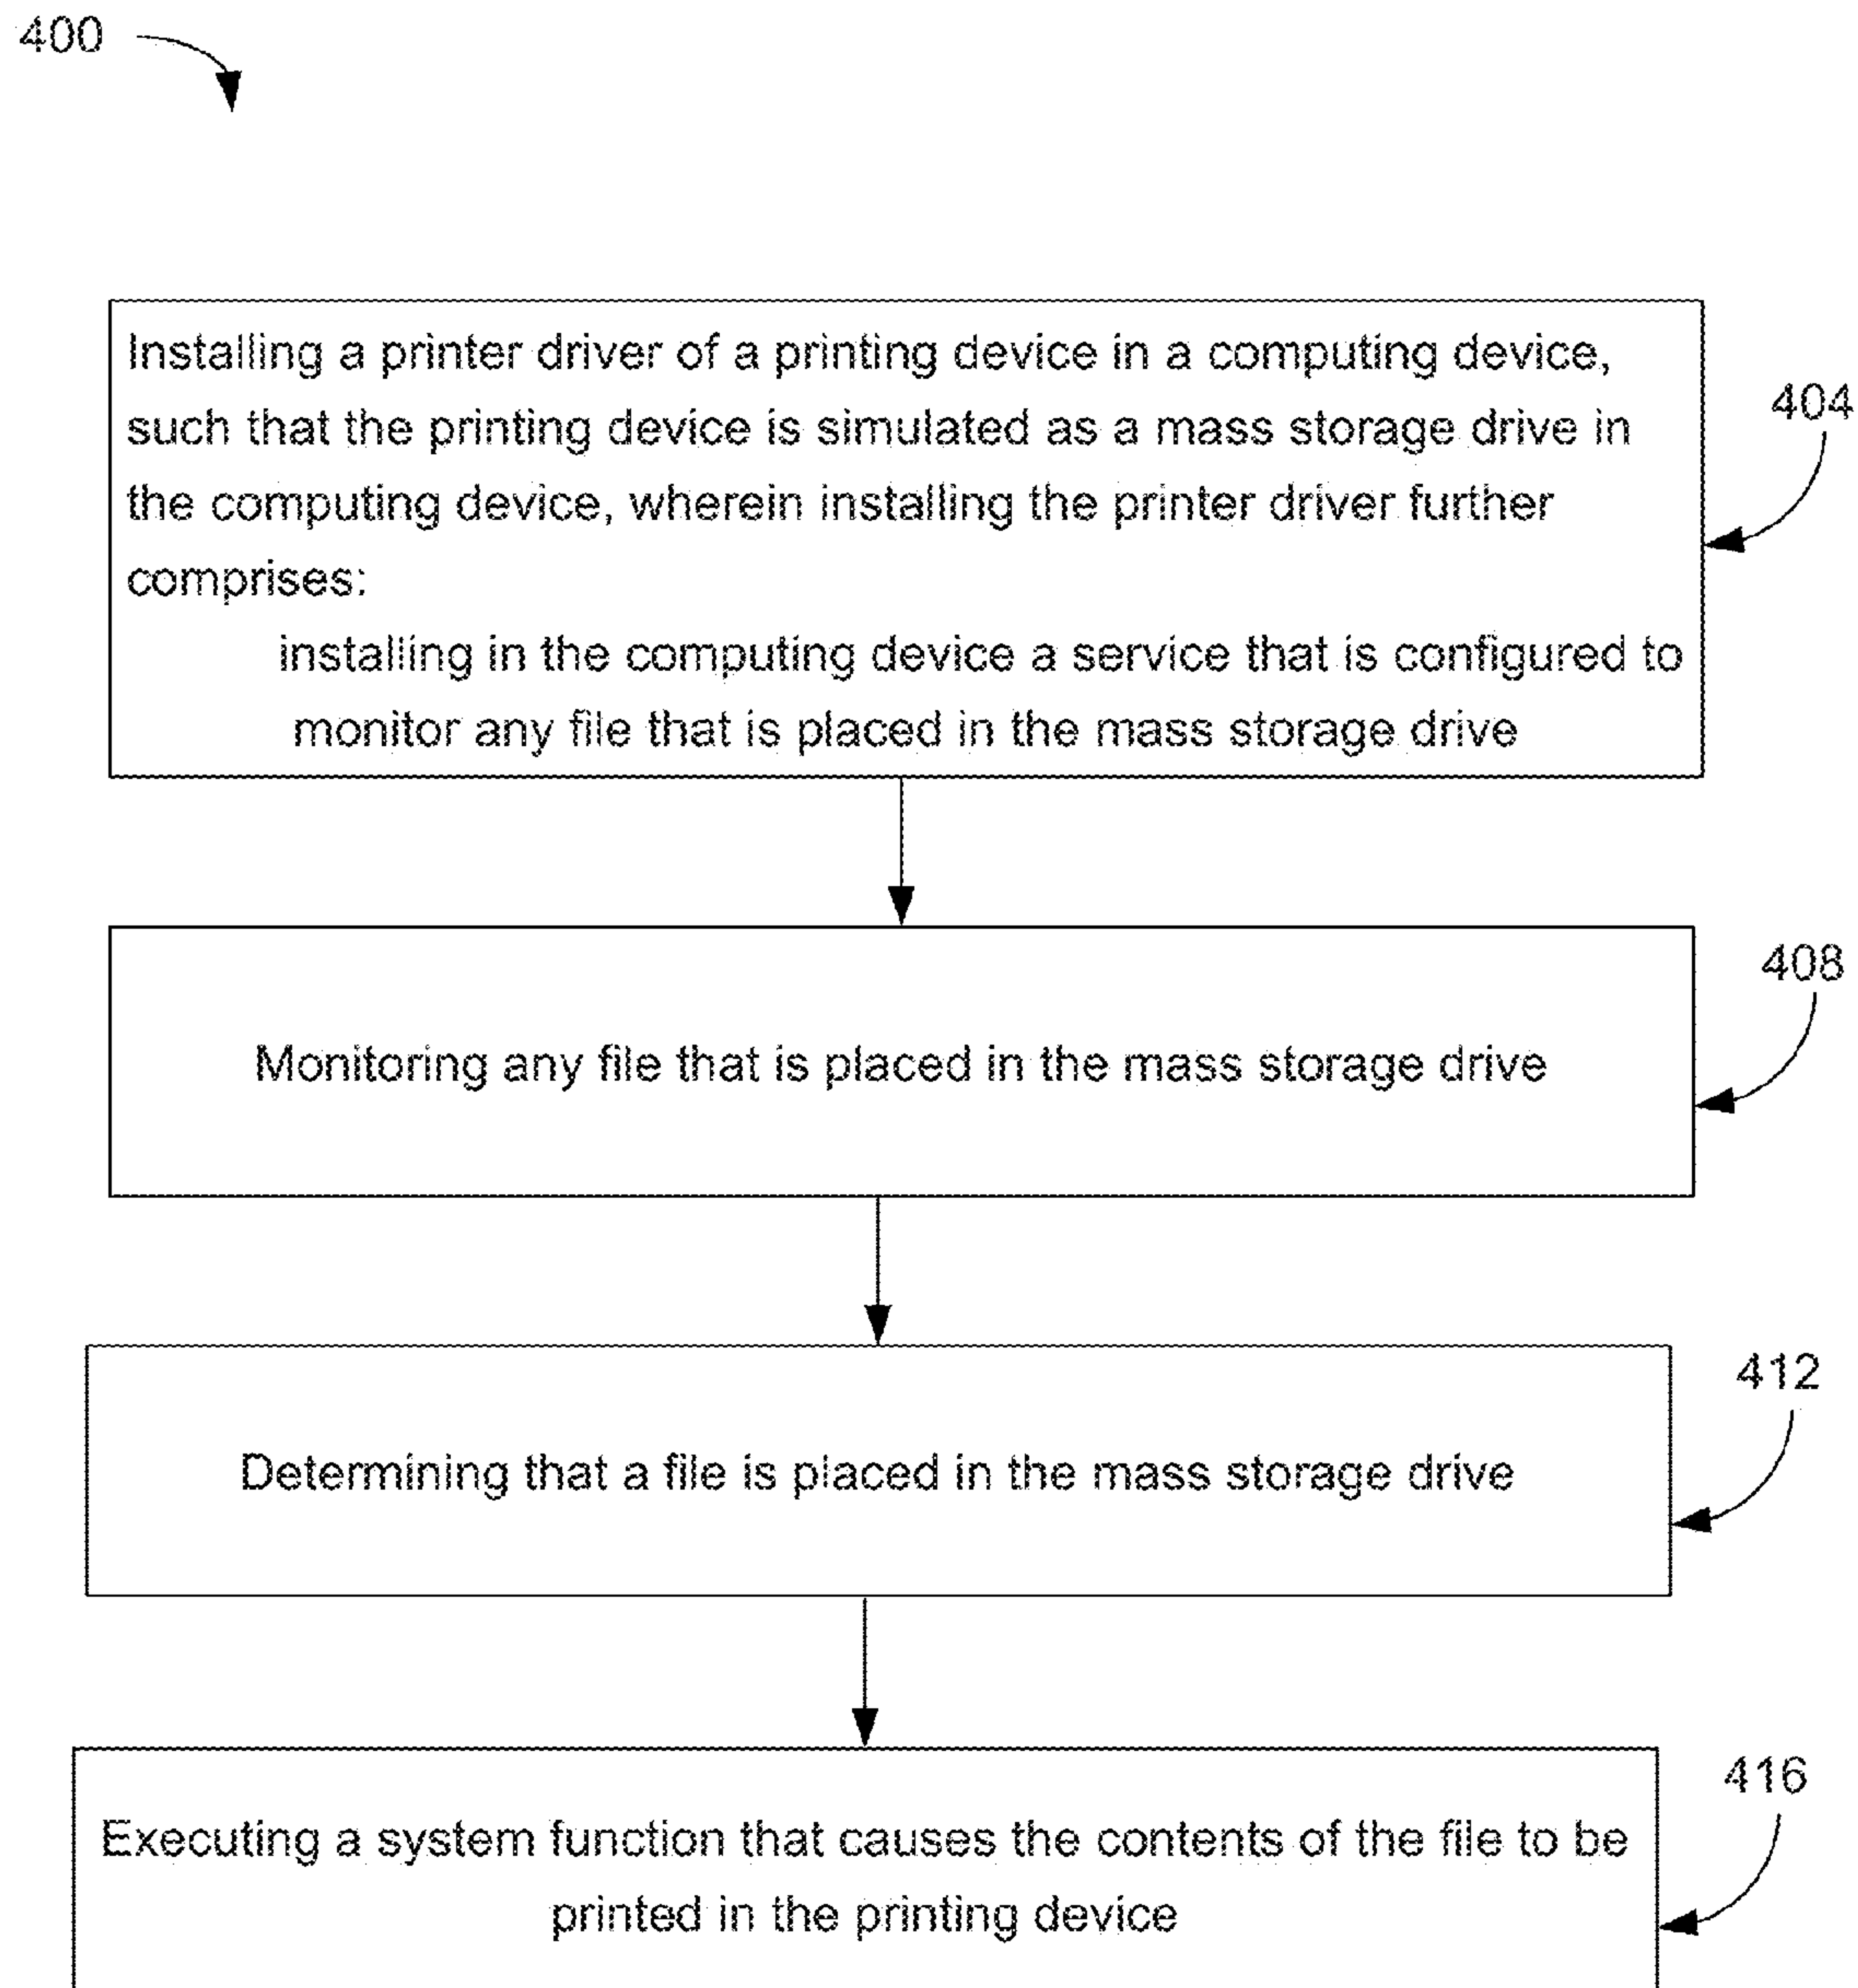 400
Installing a printer driver of a printing device in a computing device,
such that the printing device is simulated as a mass storage drive in
the computing device, wherein installing the printer driver further
comprises:
installing in the computing device a service that is configured to
monitor any file that is placed in the mass storage drive
404
Monitoring any file that is placed in the mass storage drive
408
Determining that a file is placed in the mass storage drive
412
Executing a system function that causes the contents of the file to be
printed in the printing device
416